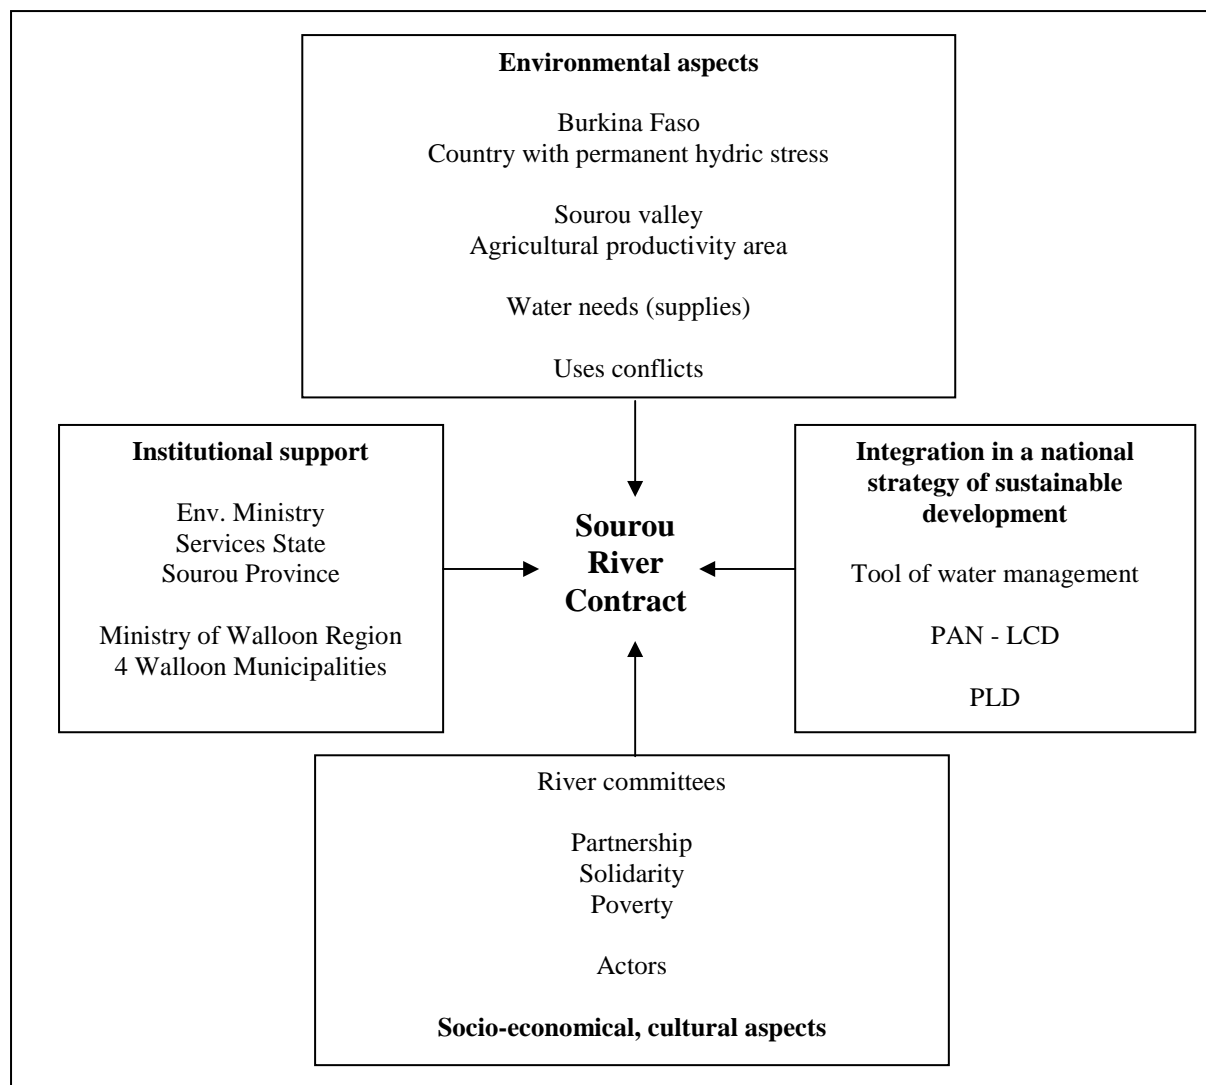 Environmental aspects
Burkina Faso
Country with permanent hydric stress
Sourou valley
Agricultural productivity area
Water needs (supplies)
Uses conflicts
Institutional support
Env. Ministry
Services State
Sourou Province
Ministry of Walloon Region
4 Walloon Municipalities
Sourou
River
Contract
Integration in a national
strategy of sustainable
development
Tool of water management
PAN - LCD
PLD
River committees
Partnership
Solidarity
Poverty
Actors
Socio-economical, cultural aspects